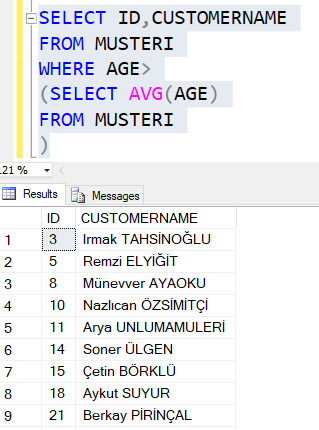 SELECT ID,CUSTOMERNAME
FROM MUSTERI
WHERE AGE>
(SELECT AVG(AGE)
FROM MUSTERI
)
121 %
Results Messages
ID CUSTOMERNAME
1 3 Irmak TAHSİNOĞLU
2 5 Remzi ELYİĞİT
3 8 Münevver AYAOKU
4 10 Nazlıcan ÖZSİMİTÇİ
5 11 Arya UNLUMAMULERİ
6 14 Soner ÜLGEN
7 15 Çetin BÖRKLÜ
8 18 Aykut SUYUR
9 21 Berkay PİRİNÇAL